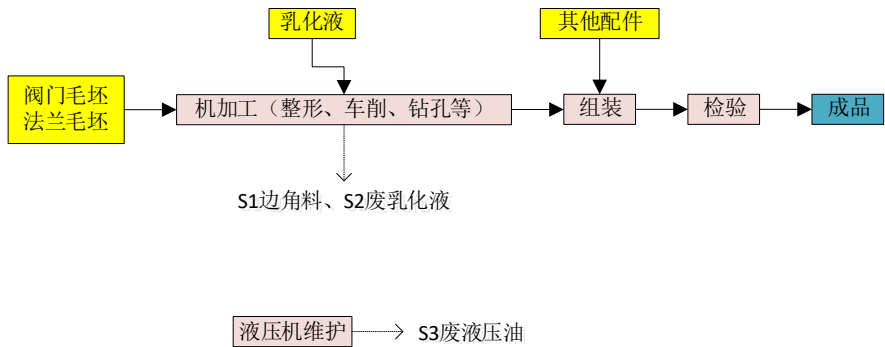 乳化液
其他配件
阀门毛坯
法兰毛坯
机加工（整形、车削、钻孔等）
组装
检验
成品
S1边角料、S2废乳化液
液压机维护
S3废液压油